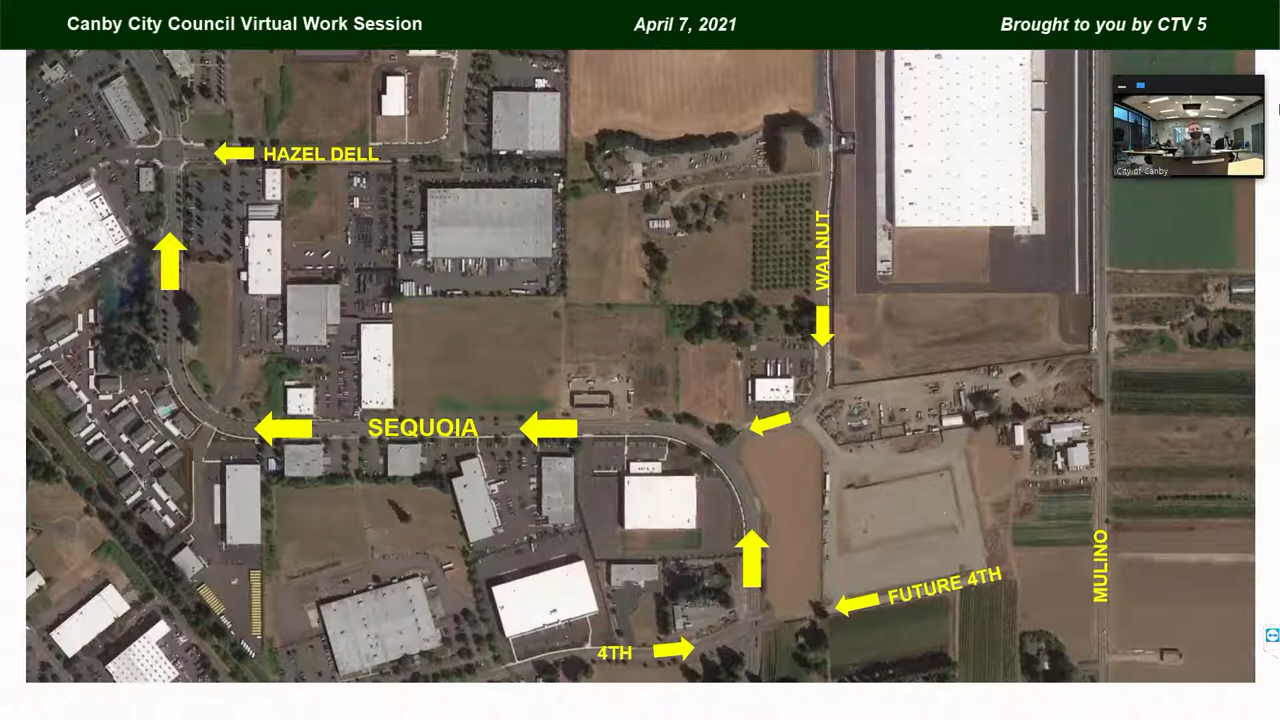 Canby City Council Virtual Work Session
April 7, 2021
Brought to you by CTV 5
City of Canby
HAZEL DELL
WALNUT
SEQUOIA
MULINO
FUTURE 4TH
4TH